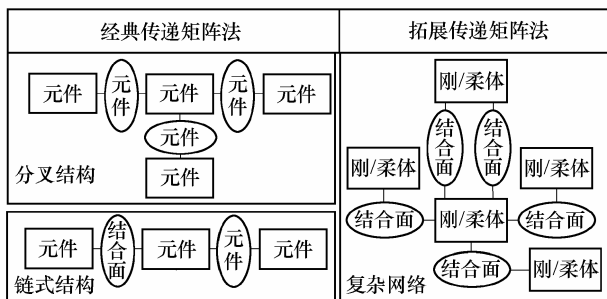 经典传递矩阵法
拓展传递矩阵法
元件
元件
元件
元件
元件
元件
元件
分叉结构
元件
结合面
元件
元件
元件
链式结构
刚/柔体
结合面
结合面
刚/柔体
刚/柔体
结合面
刚/柔体
结合面
结合面
刚/柔体
复杂网络